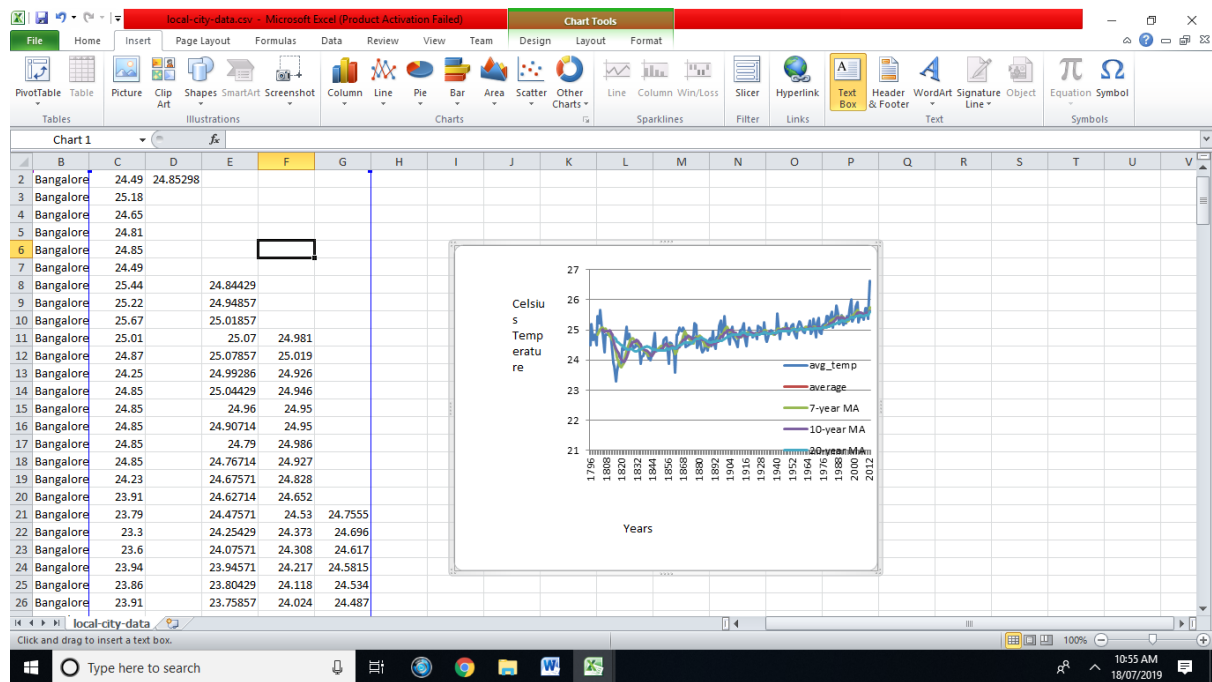 local-city-data.csv - Microsoft Excel (Product Activation Failed)
Chart Tools
File Home Insert Page Layout Formulas Data Review View Team Design Layout Format
PivotTable Table Picture Clip Art Shapes SmartArt Screenshot Column Line Pie Bar Area Scatter Other Charts Line Column Win/Loss Slicer Hyperlink Text Box Header & Footer WordArt Signature Line Object Equation Symbol
Tables Illustrations Charts Sparklines Filter Links Text Symbols
Chart 1 fx
B C D E F G H I J K L M N O P Q R S T U V
2 Bangalore 24.49 24.85298
3 Bangalore 25.18
4 Bangalore 24.65
5 Bangalore 24.81
6 Bangalore 24.85
7 Bangalore 24.49
8 Bangalore 25.44 24.84429
9 Bangalore 25.22 24.94857
10 Bangalore 25.67 25.01857
11 Bangalore 25.01 25.07 24.981
12 Bangalore 24.87 25.07857 25.019
13 Bangalore 24.25 24.99286 24.926
14 Bangalore 24.85 25.04429 24.946
15 Bangalore 24.85 24.96 24.95
16 Bangalore 24.85 24.90714 24.95
17 Bangalore 24.85 24.79 24.986
18 Bangalore 24.85 24.76714 24.927
19 Bangalore 24.23 24.67571 24.828
20 Bangalore 23.91 24.62714 24.652
21 Bangalore 23.79 24.47571 24.53 24.7555
22 Bangalore 23.3 24.25429 24.373 24.696
23 Bangalore 23.6 24.07571 24.308 24.617
24 Bangalore 23.94 23.94571 24.217 24.5815
25 Bangalore 23.86 23.80429 24.118 24.534
26 Bangalore 23.91 23.75857 24.024 24.487
Celsiu
s
Temp
eratu
re
27
26
25
24
23
22
21
avg_temp
average
7-year MA
10-year MA
20-year MA
1796 1808 1820 1832 1844 1856 1868 1880 1892 1904 1916 1928 1940 1952 1964 1976 1988 2000 2012
Years
local-city-data
Click and drag to insert a text box.
100%
Type here to search
10:55 AM
18/07/2019